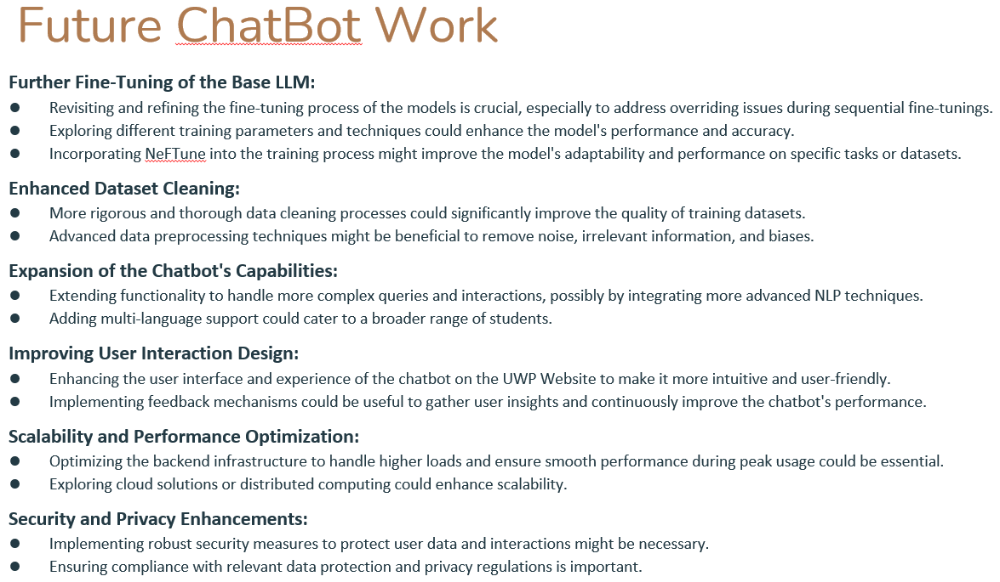 Future ChatBot Work
Further Fine-Tuning of the Base LLM:
● Revisiting and refining the fine-tuning process of the models is crucial, especially to address overriding issues during sequential fine-tunings.
● Exploring different training parameters and techniques could enhance the model's performance and accuracy.
● Incorporating NeFTune into the training process might improve the model's adaptability and performance on specific tasks or datasets.
Enhanced Dataset Cleaning:
● More rigorous and thorough data cleaning processes could significantly improve the quality of training datasets.
● Advanced data preprocessing techniques might be beneficial to remove noise, irrelevant information, and biases.
Expansion of the Chatbot's Capabilities:
● Extending functionality to handle more complex queries and interactions, possibly by integrating more advanced NLP techniques.
● Adding multi-language support could cater to a broader range of students.
Improving User Interaction Design:
● Enhancing the user interface and experience of the chatbot on the UWP Website to make it more intuitive and user-friendly.
● Implementing feedback mechanisms could be useful to gather user insights and continuously improve the chatbot's performance.
Scalability and Performance Optimization:
● Optimizing the backend infrastructure to handle higher loads and ensure smooth performance during peak usage could be essential.
● Exploring cloud solutions or distributed computing could enhance scalability.
Security and Privacy Enhancements:
● Implementing robust security measures to protect user data and interactions might be necessary.
● Ensuring compliance with relevant data protection and privacy regulations is important.